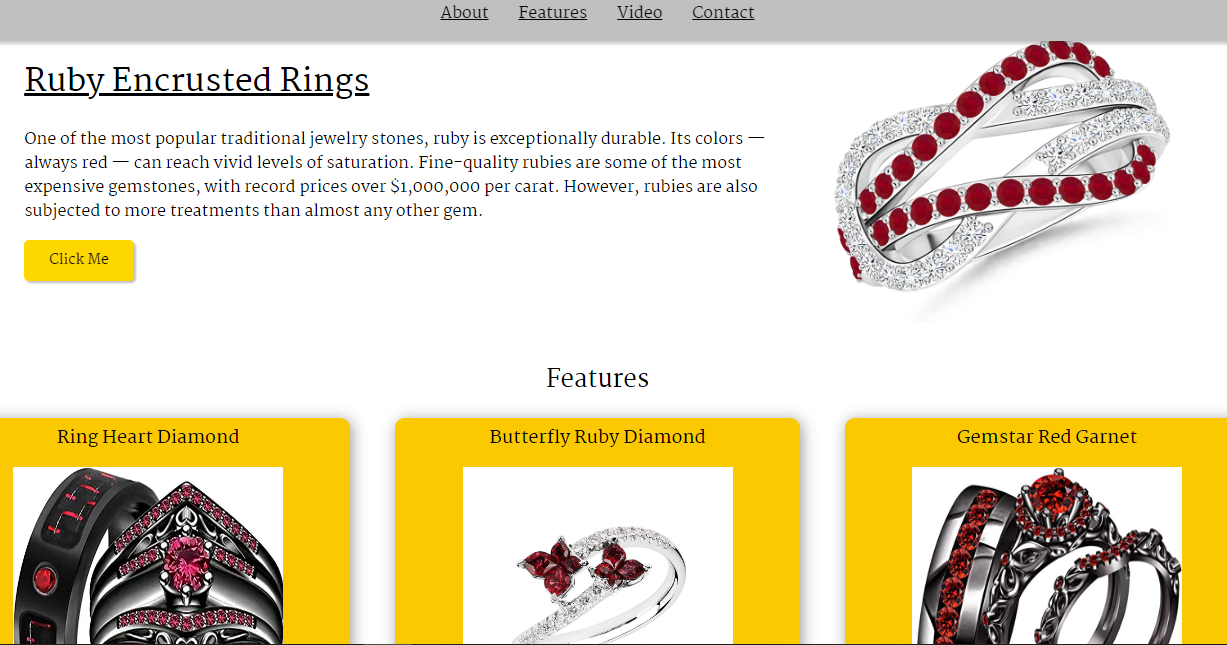 About Features Video Contact
Ruby Encrusted Rings
One of the most popular traditional jewelry stones, ruby is exceptionally durable. Its colors —
always red — can reach vivid levels of saturation. Fine-quality rubies are some of the most
expensive gemstones, with record prices over $1,000,000 per carat. However, rubies are also
subjected to more treatments than almost any other gem.
Click Me
Features
Ring Heart Diamond
Butterfly Ruby Diamond
Gemstar Red Garnet